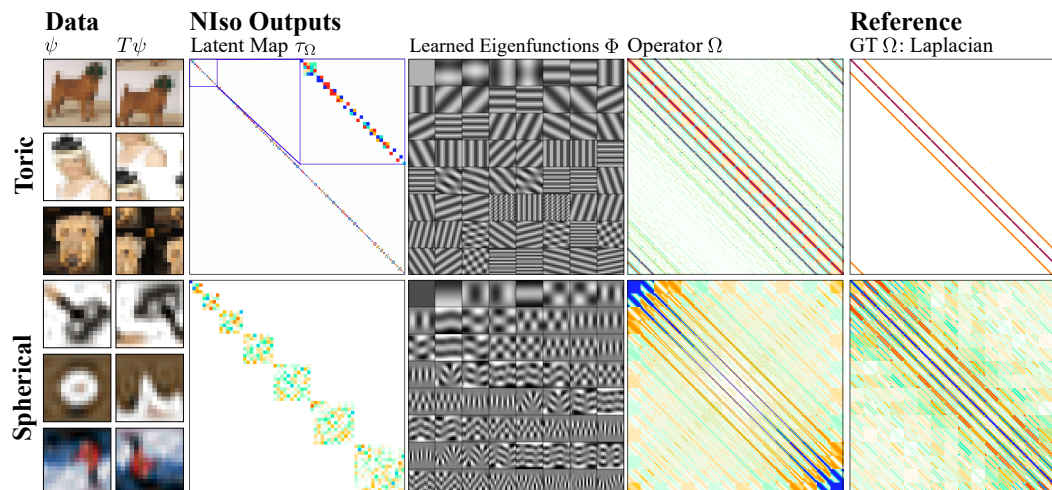 Data NIso Outputs Reference
ψ Tψ Latent Map τ_Ω Learned Eigenfunctions Φ Operator Ω GT Ω: Laplacian
Toric
Spherical